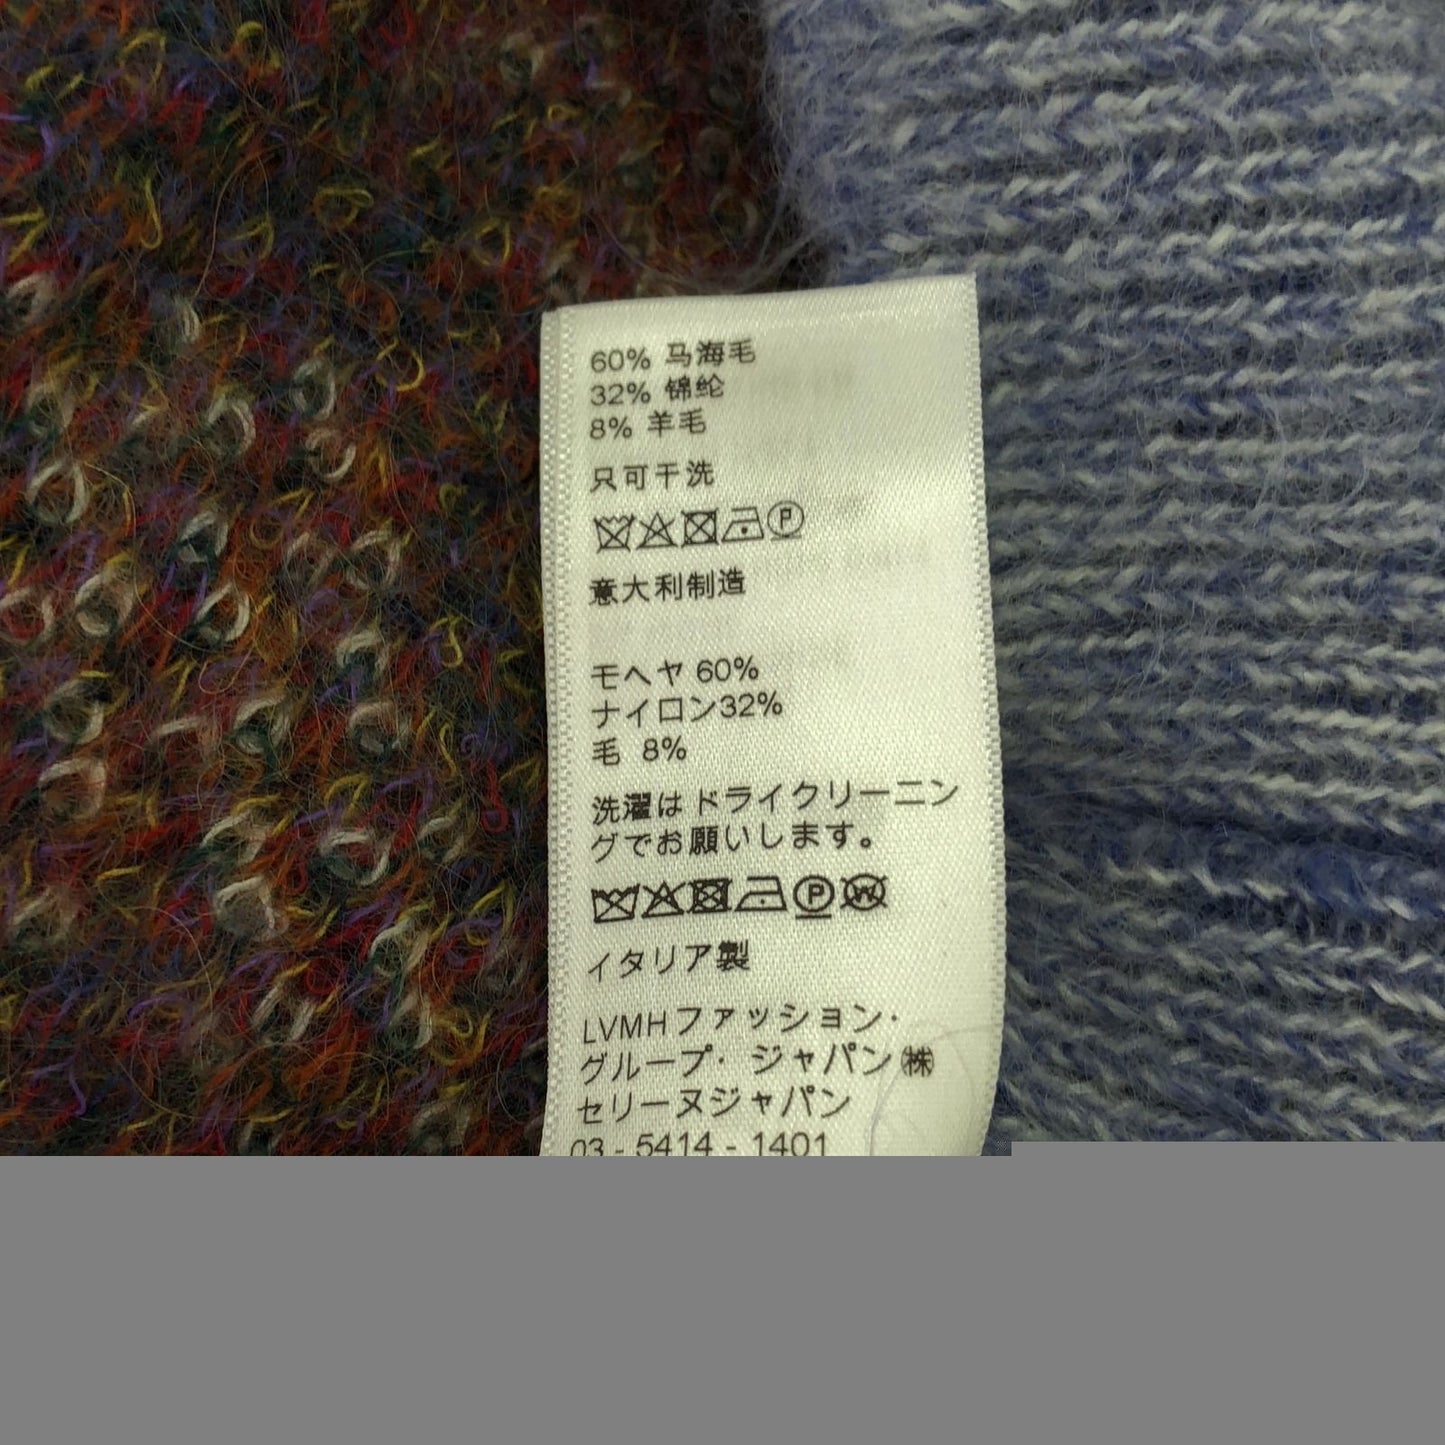 60% 马海毛
32% 锦纶
8% 羊毛
只可干洗
P
意大利制造
モヘヤ 60%
ナイロン32%
毛 8%
洗濯はドライクリーニン
グでお願いします。
P W
イタリア製
LVMHファッション·
グループ· ジャパン㈱
セリーヌジャパン
03 - 5414 - 1401